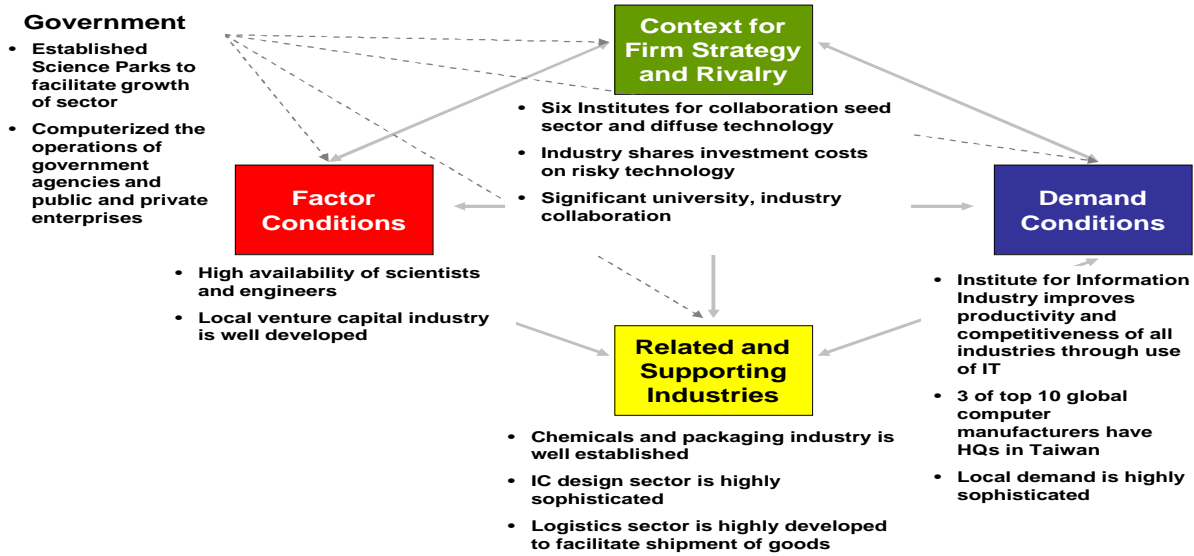 Government
• Established
Science Parks to
facilitate growth
of sector
• Computerized the
operations of
government
agencies and
public and private
enterprises
Context for
Firm Strategy
and Rivalry
• Six Institutes for collaboration seed
sector and diffuse technology
• Industry shares investment costs
on risky technology
• Significant university, industry
collaboration
Factor
Conditions
• High availability of scientists
and engineers
• Local venture capital industry
is well developed
Demand
Conditions
• Institute for Information
Industry improves
productivity and
competitiveness of all
industries through use
of IT
• 3 of top 10 global
computer
manufacturers have
HQs in Taiwan
• Local demand is highly
sophisticated
Related and
Supporting
Industries
• Chemicals and packaging industry is
well established
• IC design sector is highly
sophisticated
• Logistics sector is highly developed
to facilitate shipment of goods